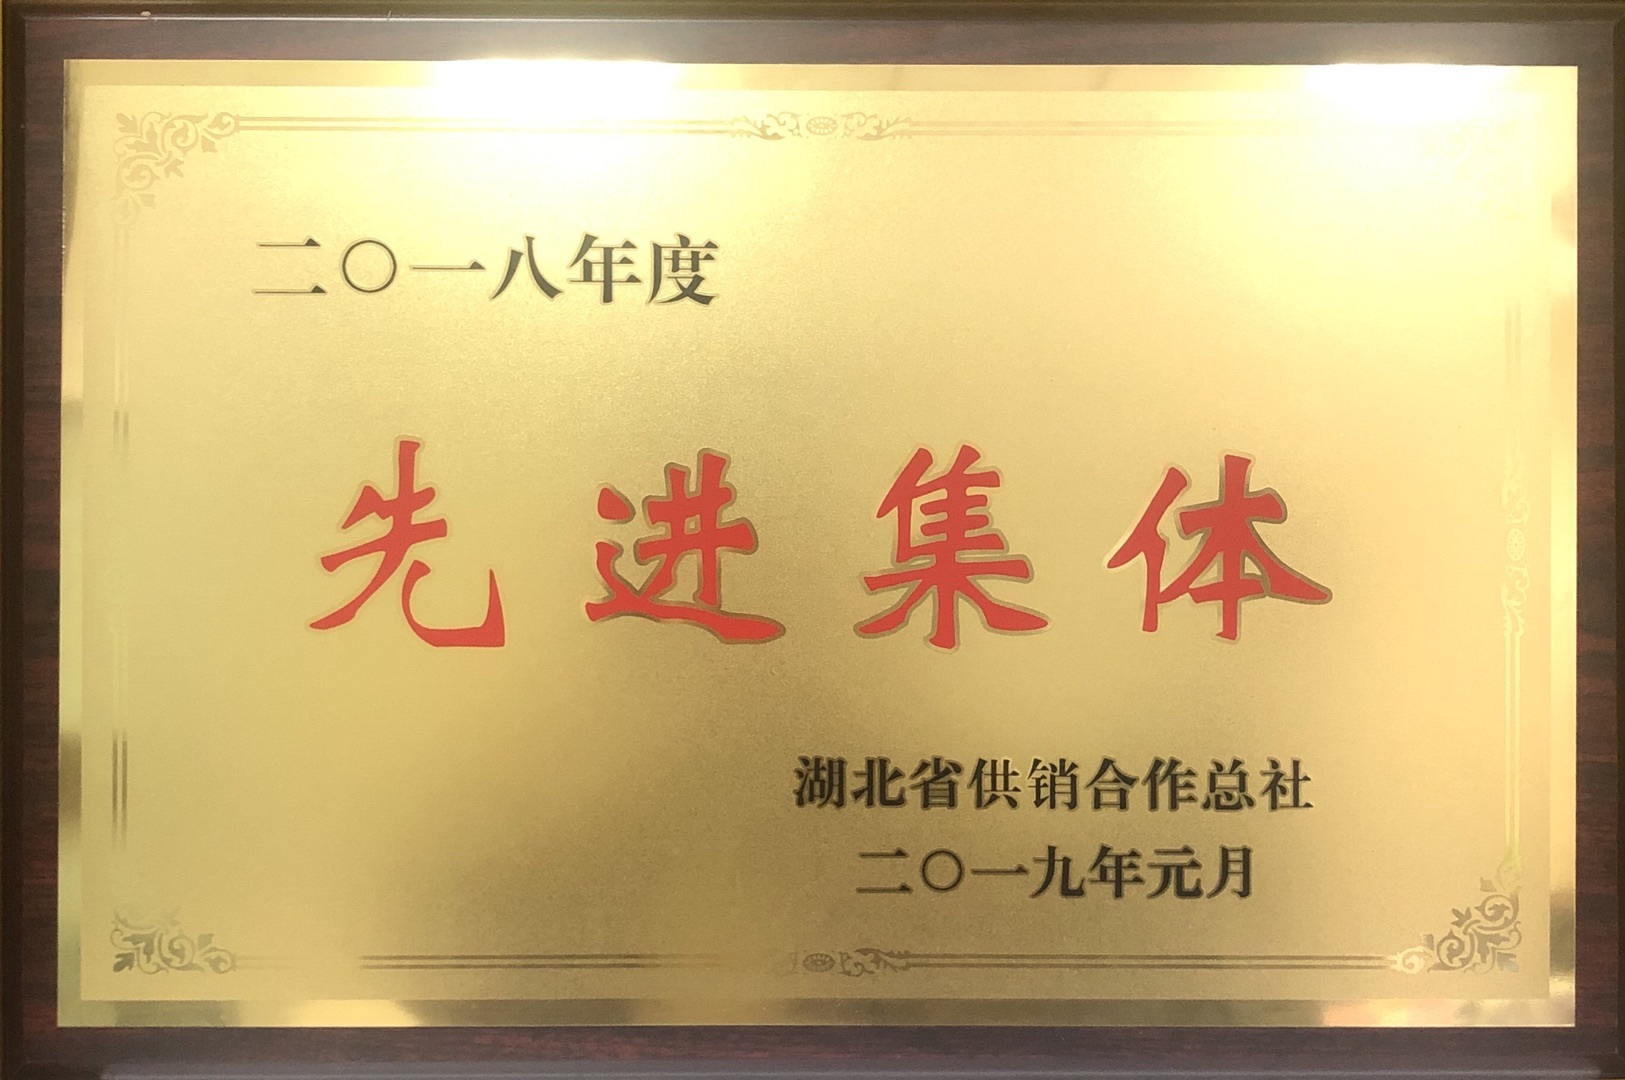 二〇一八年度
先进集体
湖北省供销合作总社
二〇一九年元月